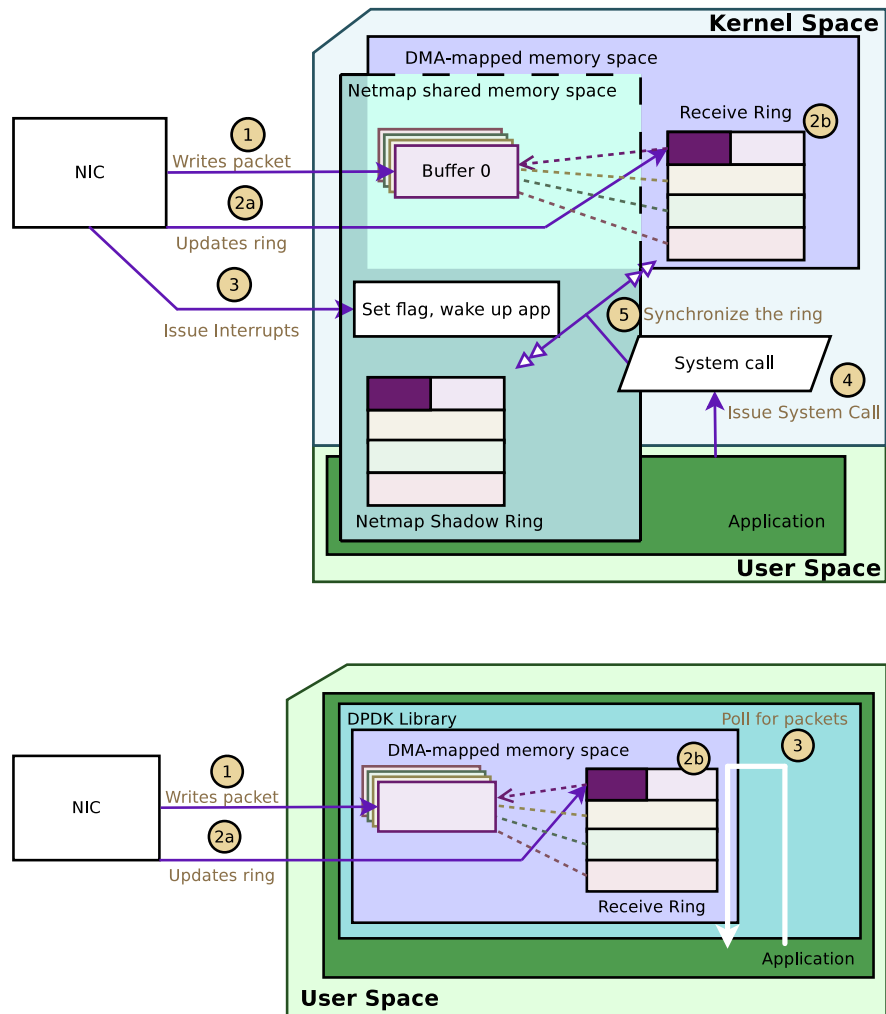 Kernel Space
DMA-mapped memory space
Netmap shared memory space
Receive Ring
2b
1
NIC
Writes packet
Buffer 0
2a
Updates ring
3
Issue Interrupts
Set flag, wake up app
5
Synchronize the ring
System call
4
Issue System Call
Netmap Shadow Ring
Application
User Space
DPDK Library
Poll for packets
3
DMA-mapped memory space
2b
1
NIC
Writes packet
2a
Updates ring
Receive Ring
Application
User Space